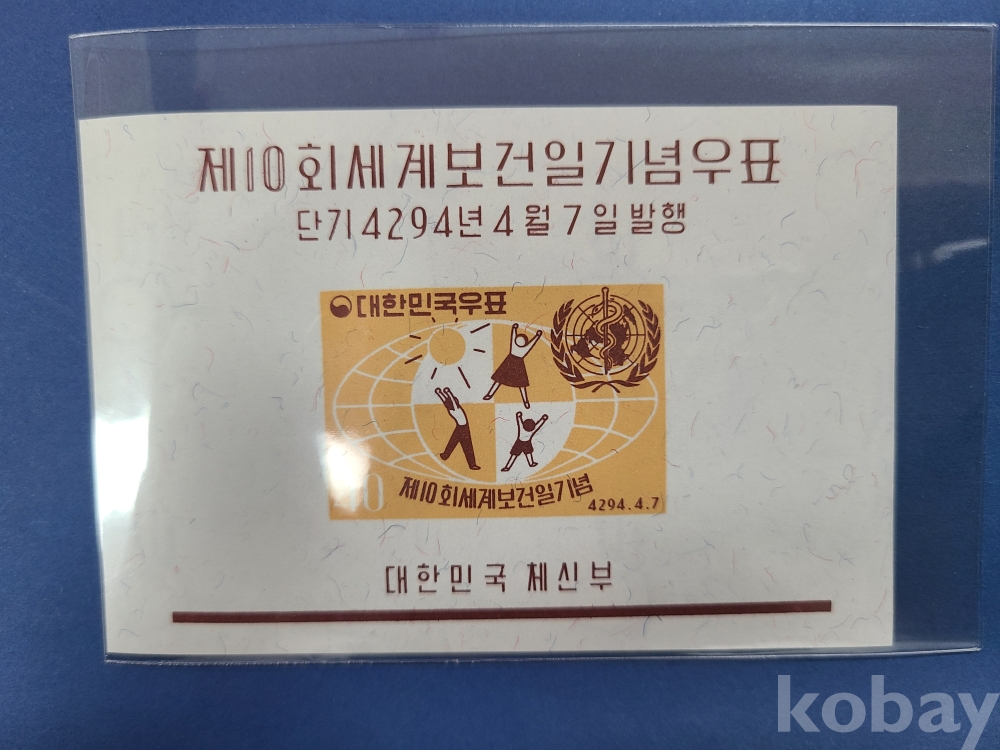 제10회세계보건일기념우표
단기4294년4월7일발행
대한민국우표
제10회세계보건일기념
4294.4.7
대한민국 체신부
kobay